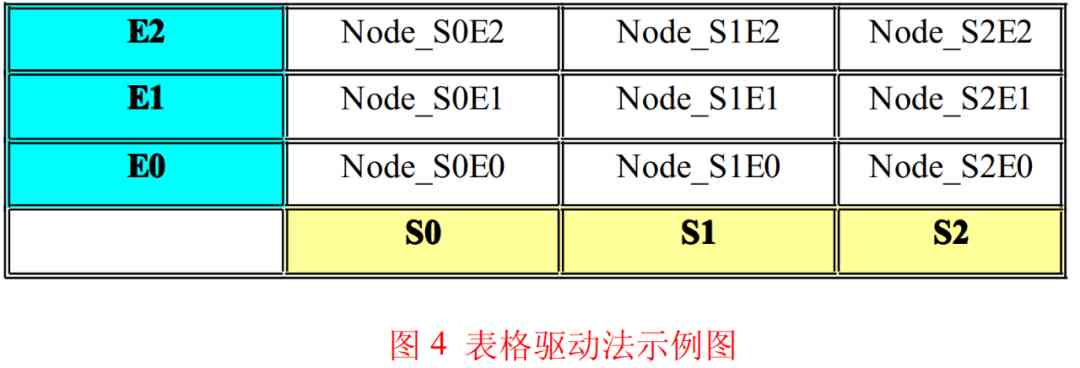 E2 Node_S0E2 Node_S1E2 Node_S2E2
E1 Node_S0E1 Node_S1E1 Node_S2E1
E0 Node_S0E0 Node_S1E0 Node_S2E0
S0 S1 S2
图 4 表格驱动法示例图